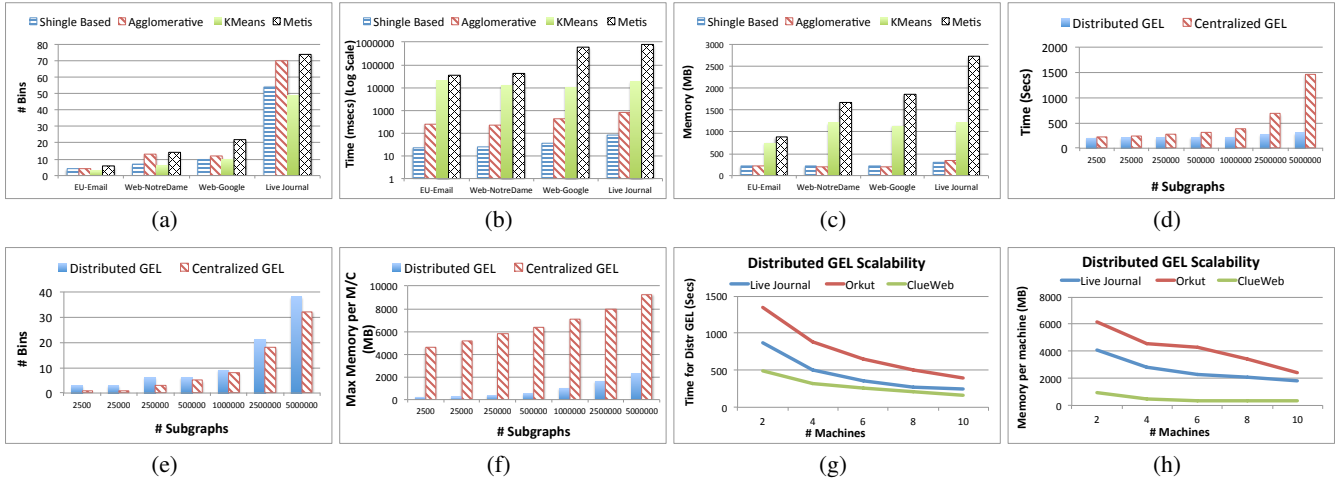 Shingle Based Agglomerative KMeans Metis
# Bins
80
70
60
50
40
30
20
10
0
EU-Email Web-NotreDame Web-Google Live Journal
(a)
Shingle Based Agglomerative KMeans Metis
Time (msecs) (Log Scale)
1000000
100000
10000
1000
100
10
1
EU-Email Web-NotreDame Web-Google Live Journal
(b)
Shingle Based Agglomerative KMeans Metis
Memory (MB)
3000
2500
2000
1500
1000
500
0
EU-Email Web-NotreDame Web-Google Live Journal
(c)
Distributed GEL Centralized GEL
Time (Secs)
2000
1500
1000
500
0
2500 25000 250000 500000 1000000 2500000 5000000
# Subgraphs
(d)
Distributed GEL Centralized GEL
# Bins
40
30
20
10
0
2500 25000 250000 500000 1000000 2500000 5000000
# Subgraphs
(e)
Distributed GEL Centralized GEL
Max Memory per M/C
(MB)
10000
8000
6000
4000
2000
0
2500 25000 250000 500000 1000000 2500000 5000000
# Subgraphs
(f)
Distributed GEL Scalability
Live Journal Orkut ClueWeb
Time for Distr GEL (Secs)
1500
1000
500
0
2 4 6 8 10
# Machines
(g)
Distributed GEL Scalability
Live Journal Orkut ClueWeb
Memory per machine (MB)
8000
6000
4000
2000
0
2 4 6 8 10
# Machines
(h)